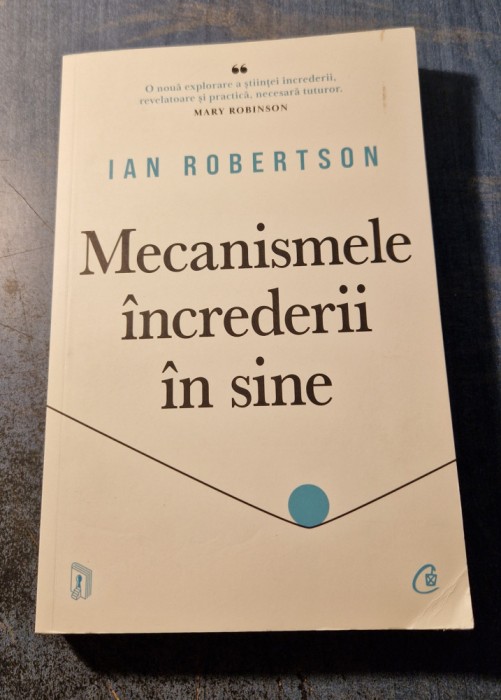 ❝
O nouă explorare a științei încrederii,
revelatoare și practică, necesară tuturor.
MARY ROBINSON
IAN ROBERTSON
Mecanismele
încrederii
în sine